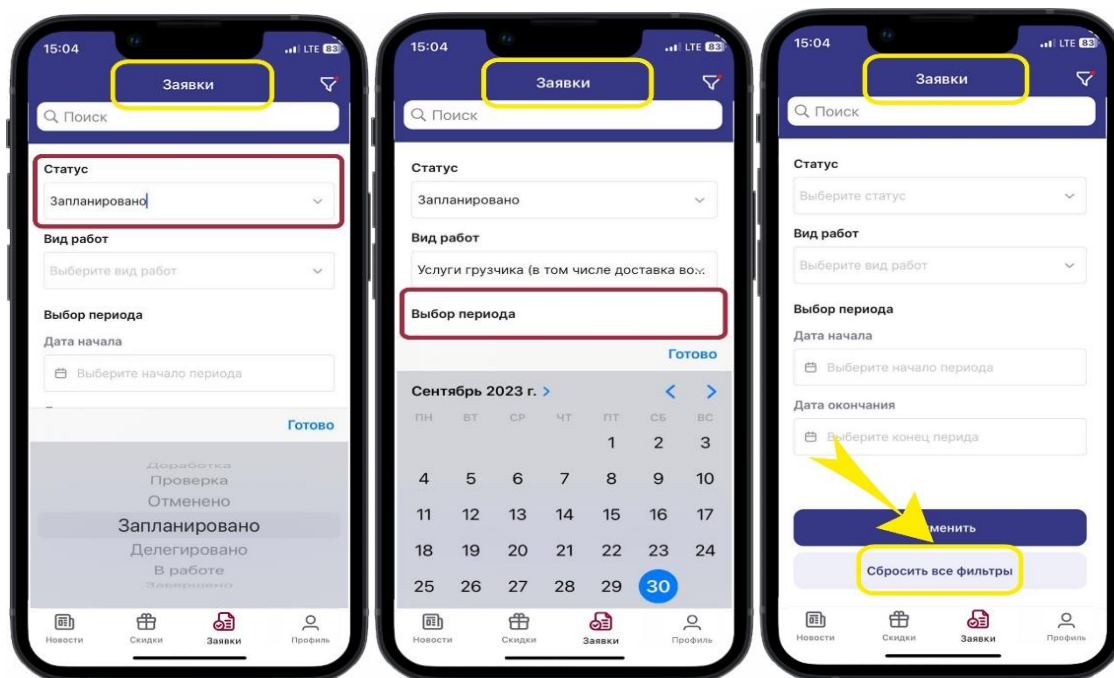 15:04
LTE 83
Заявки
Поиск
Статус
Запланировано
Вид работ
Выберите вид работ
Выбор периода
Дата начала
Выберите начало периода
Готово
Доработка
Проверка
Отменено
Запланировано
Делегировано
В работе
Завершено
Новости Скидки Заявки Профиль
15:04
LTE 83
Заявки
Поиск
Статус
Запланировано
Вид работ
Услуги грузчика (в том числе доставка во...
Выбор периода
Готово
Сентябрь 2023 г. >
ПН ВТ СР ЧТ ПТ СБ ВС
1 2 3
4 5 6 7 8 9 10
11 12 13 14 15 16 17
18 19 20 21 22 23 24
25 26 27 28 29 30
Новости Скидки Заявки Профиль
15:04
LTE 83
Заявки
Поиск
Статус
Выберите статус
Вид работ
Выберите вид работ
Выбор периода
Дата начала
Выберите начало периода
Дата окончания
Выберите конец перида
менить
Сбросить все фильтры
Новости Скидки Заявки Профиль